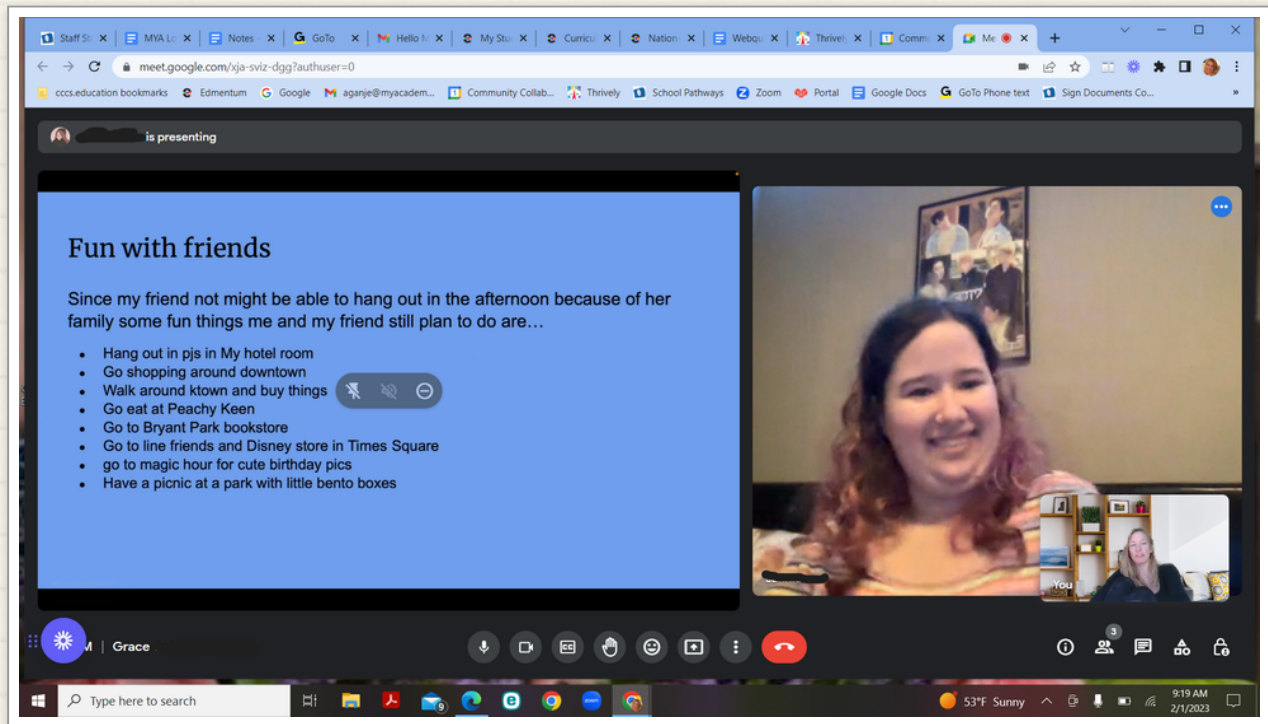 Staff St
MYA Lo
Notes -
GoTo
Hello M
My Stuc
Curricul
Nation-
Webqu
Thrively
Commu
Me
meet.google.com/xja-sviz-dgg?authuser=0
cccs.education bookmarks
Edmentum
Google
aganje@myacadem...
Community Collab...
Thrively
School Pathways
Zoom
Portal
Google Docs
GoTo Phone text
Sign Documents Co...
is presenting
Fun with friends
Since my friend not might be able to hang out in the afternoon because of her
family some fun things me and my friend still plan to do are…
• Hang out in pjs in My hotel room
• Go shopping around downtown
• Walk around ktown and buy things
• Go eat at Peachy Keen
• Go to Bryant Park bookstore
• Go to line friends and Disney store in Times Square
• go to magic hour for cute birthday pics
• Have a picnic at a park with little bento boxes
You
M | Grace
3
Type here to search
9
53°F Sunny
9:19 AM
2/1/2023